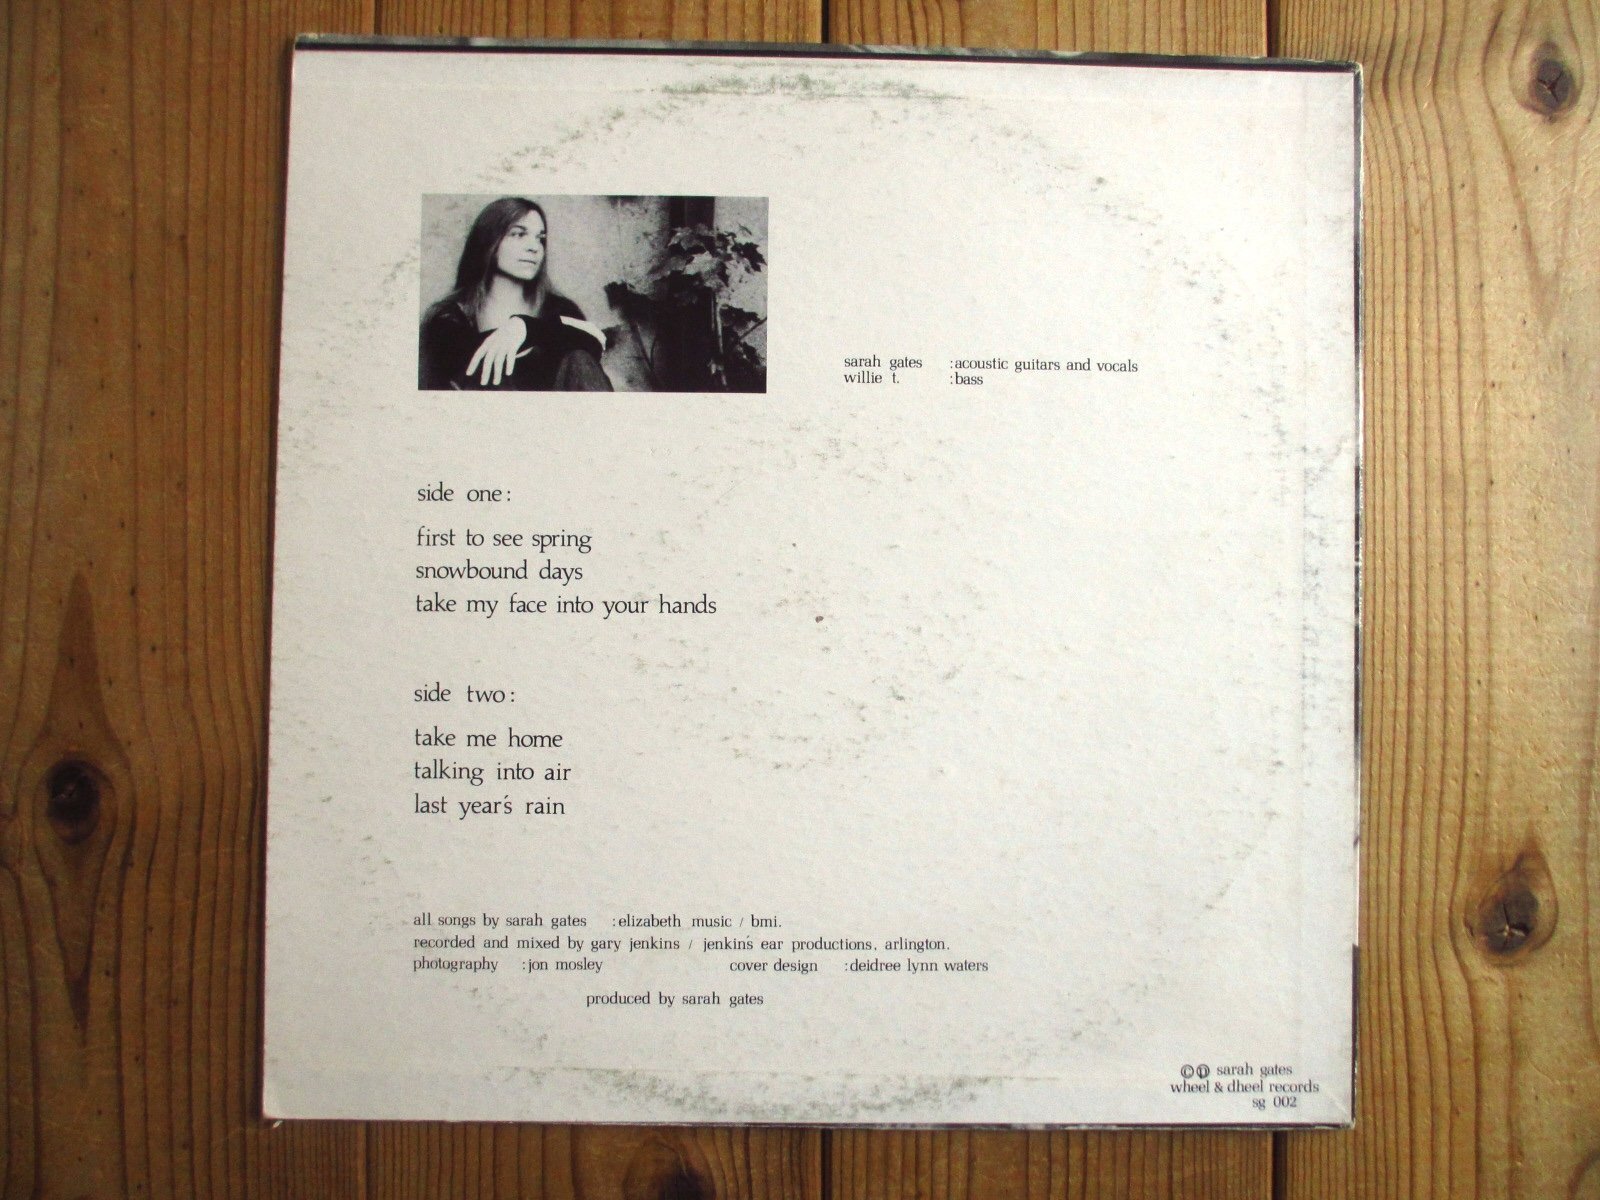 sarah gates :acoustic guitars and vocals
willie t. :bass
side one:
first to see spring
snowbound days
take my face into your hands
side two:
take me home
talking into air
last year's rain
all songs by sarah gates :elizabeth music / bmi.
recorded and mixed by gary jenkins / jenkin's ear productions, arlington.
photography :jon mosley cover design :deidree lynn waters
produced by sarah gates
©℗ sarah gates
wheel & dheel records
sg 002